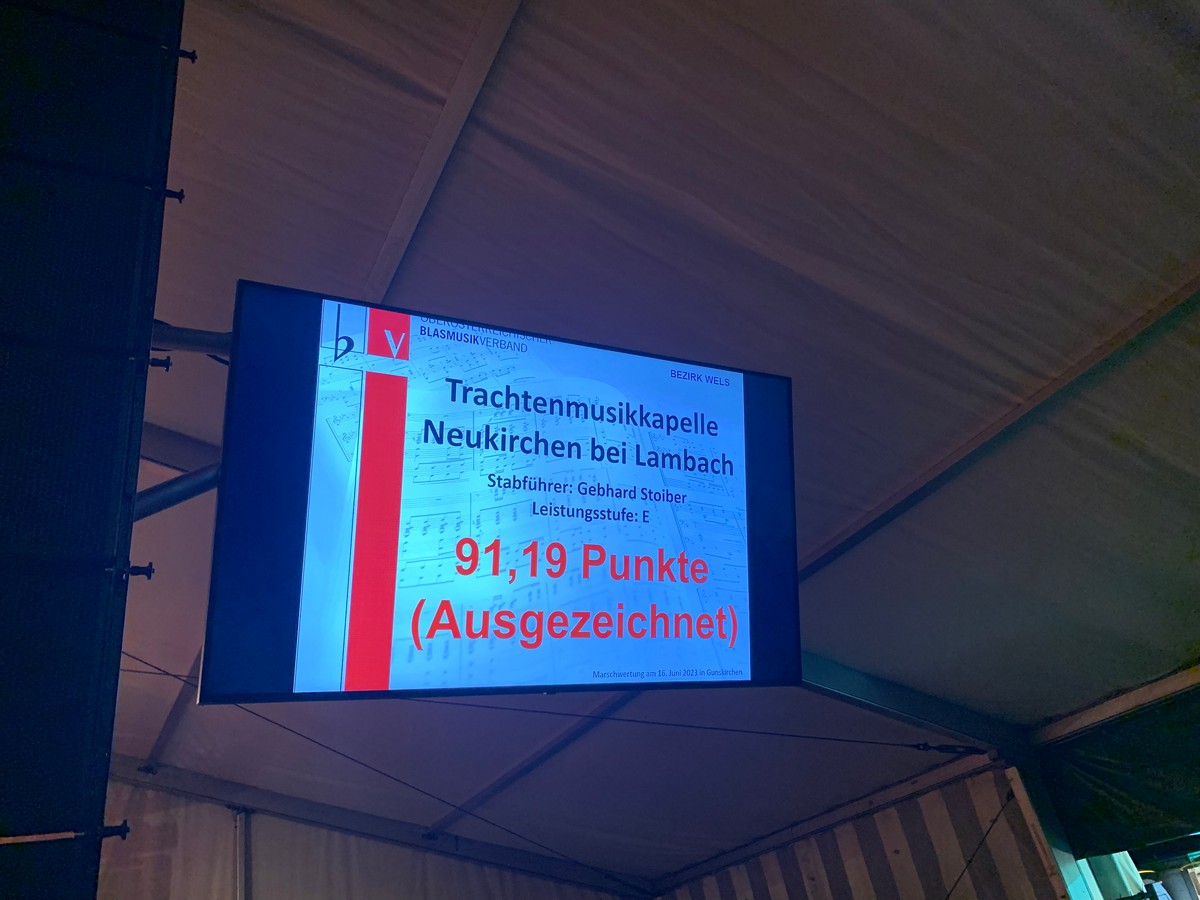 b
V
OBERÖSTERREICHISCHER
BLASMUSIKVERBAND
BEZIRK WELS
Trachtenmusikkapelle
Neukirchen bei Lambach
Stabführer: Gebhard Stoiber
Leistungsstufe: E
91,19 Punkte
(Ausgezeichnet)
Marschwertung am 16. Juni 2023 in Gunskirchen